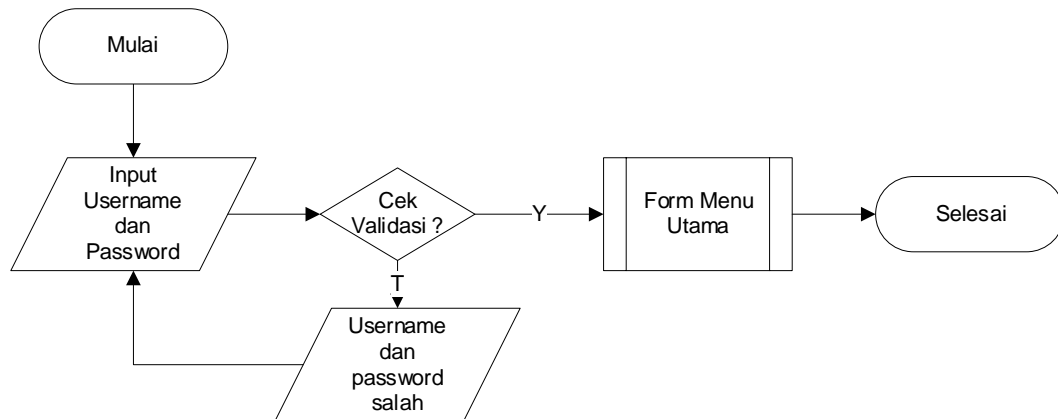 Mulai
Input
Username
dan
Password
Cek
Validasi ?
Y
Form Menu
Utama
Selesai
T
Username
dan
password
salah